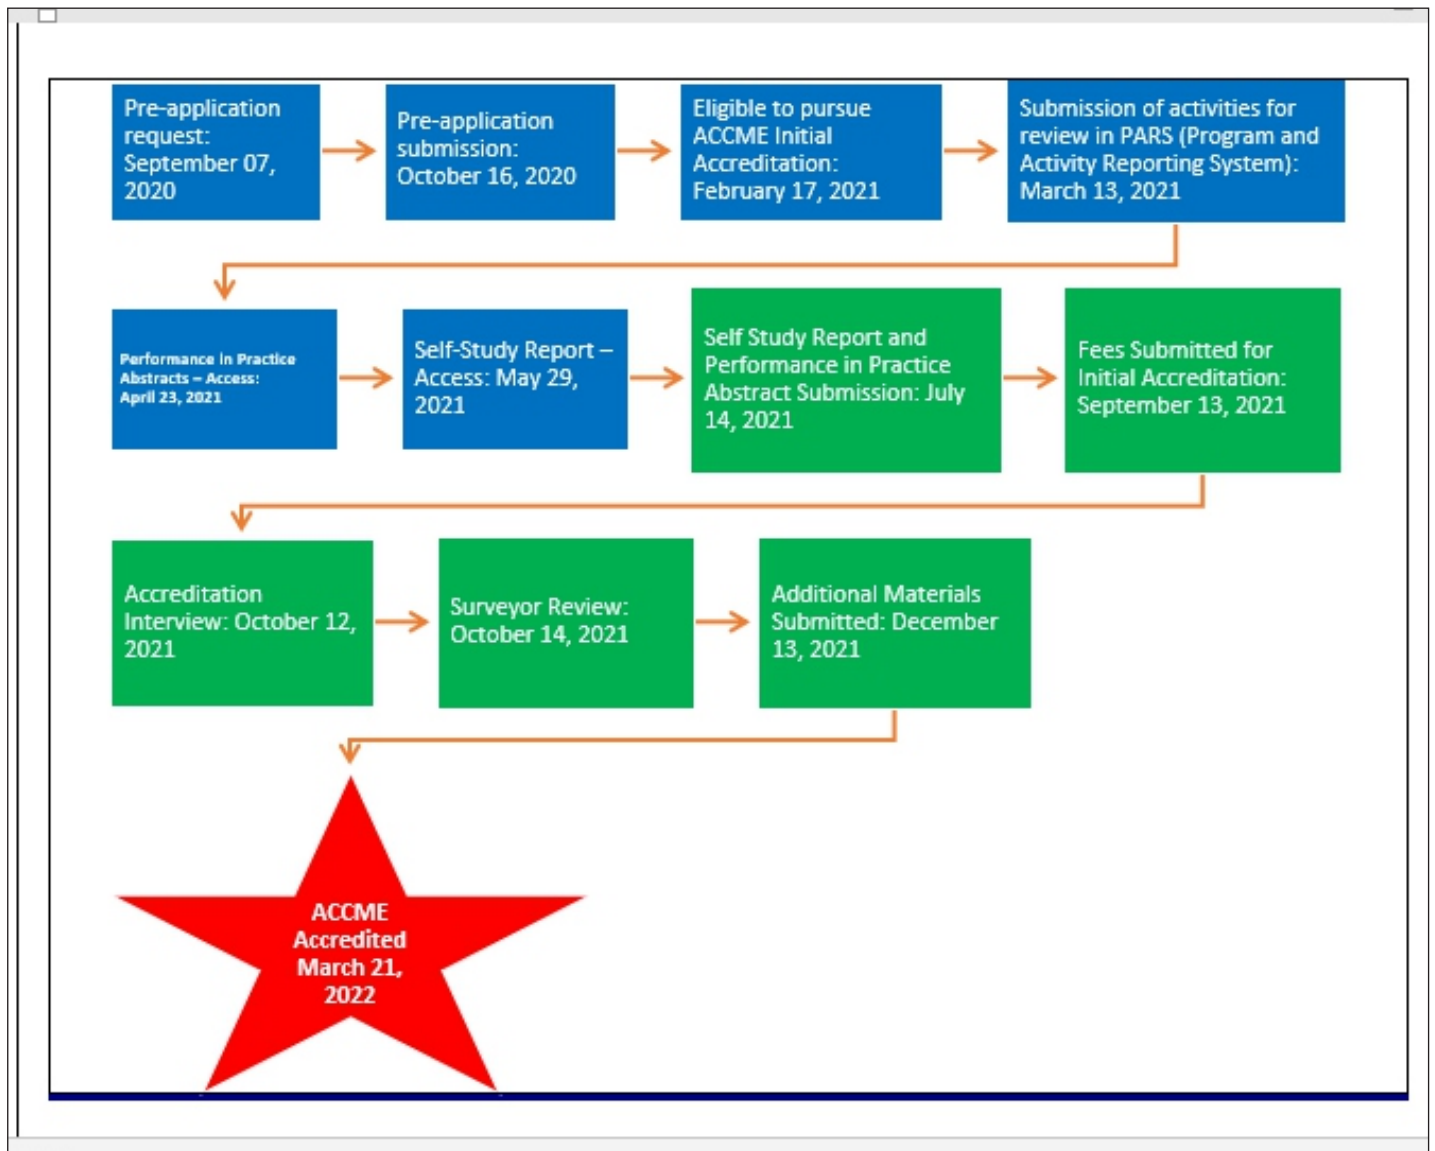 Pre-application
request:
September 07,
2020
Pre-application
submission:
October 16, 2020
Eligible to pursue
ACCME Initial
Accreditation:
February 17, 2021
Submission of activities for
review in PARS (Program and
Activity Reporting System):
March 13, 2021
Performance in Practice
Abstracts – Access:
April 23, 2021
Self-Study Report –
Access: May 29,
2021
Self Study Report and
Performance in Practice
Abstract Submission: July
14, 2021
Fees Submitted for
Initial Accreditation:
September 13, 2021
Accreditation
Interview: October 12,
2021
Surveyor Review:
October 14, 2021
Additional Materials
Submitted: December
13, 2021
ACCME
Accredited
March 21,
2022